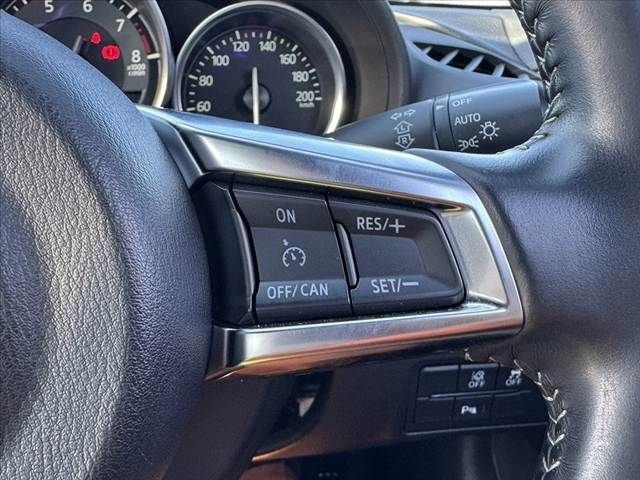 5 6 7 8
x1000
r/min
60 80 100 120 140 160 180 200
km/h
OFF
AUTO
L
R
ON
OFF/CAN
RES/+
SET/−
OFF
OFF
P